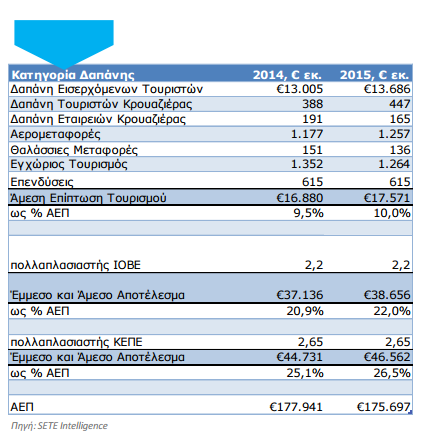 Κατηγορία Δαπάνης 2014, € εκ. 2015, € εκ.
Δαπάνη Εισερχόμενων Τουριστών €13.005 €13.686
Δαπάνη Τουριστών Κρουαζιέρας 388 447
Δαπάνη Εταιρειών Κρουαζιέρας 191 165
Αερομεταφορές 1.177 1.257
Θαλάσσιες Μεταφορές 151 136
Εγχώριος Τουρισμός 1.352 1.264
Επενδύσεις 615 615
Άμεση Επίπτωση Τουρισμού €16.880 €17.571
ως % ΑΕΠ 9,5% 10,0%
πολλαπλασιαστής ΙΟΒΕ 2,2 2,2
Έμμεσο και Άμεσο Αποτέλεσμα €37.136 €38.656
ως % ΑΕΠ 20,9% 22,0%
πολλαπλασιαστής ΚΕΠΕ 2,65 2,65
Έμμεσο και Άμεσο Αποτέλεσμα €44.731 €46.562
ως % ΑΕΠ 25,1% 26,5%
ΑΕΠ €177.941 €175.697
Πηγή: SETE Intelligence